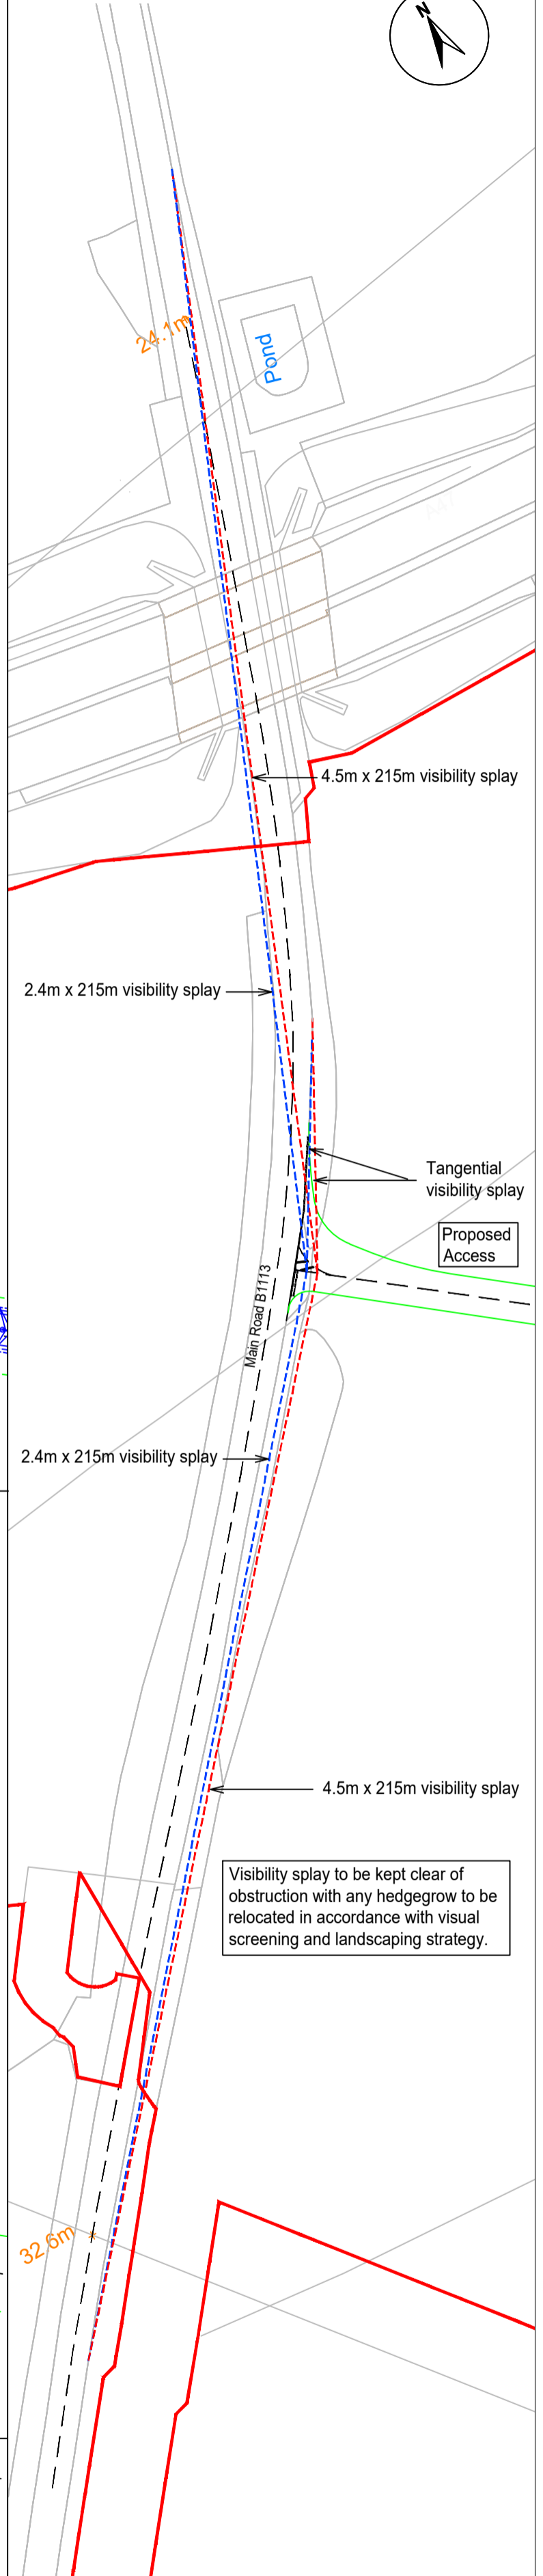 N
24.1m
Pond
4.5m x 215m visibility splay
2.4m x 215m visibility splay
Tangential
visibility splay
Proposed
Access
Main Road B1113
2.4m x 215m visibility splay
4.5m x 215m visibility splay
Visibility splay to be kept clear of
obstruction with any hedgegrow to be
relocated in accordance with visual
screening and landscaping strategy.
32.6m